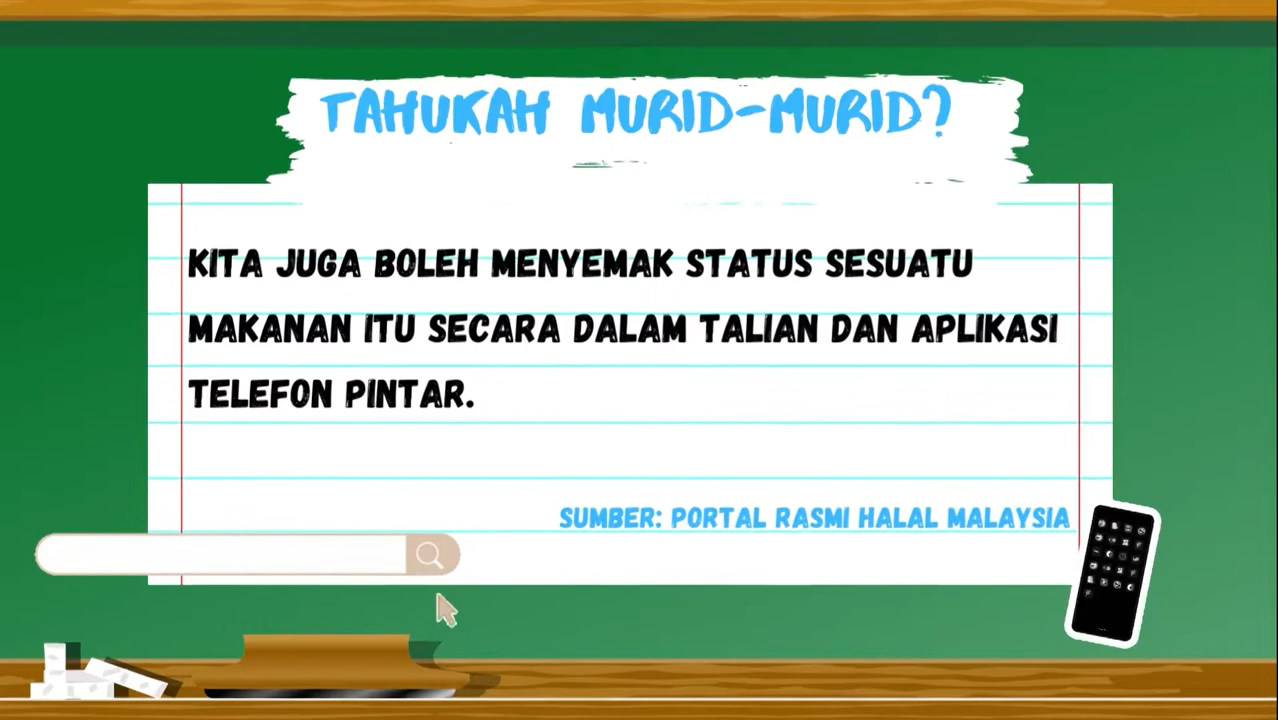 TAHUKAH MURID-MURID?
KITA JUGA BOLEH MENYEMAK STATUS SESUATU
MAKANAN ITU SECARA DALAM TALIAN DAN APLIKASI
TELEFON PINTAR.
SUMBER: PORTAL RASMI HALAL MALAYSIA